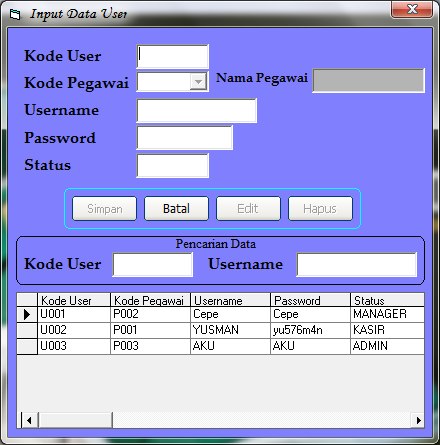 Input Data User
Kode User
Kode Pegawai Nama Pegawai
Username
Password
Status
Simpan Batal Edit Hapus
Pencarian Data
Kode User Username
Kode User Kode Pegawai Username Password Status
U001 P002 Cepe Cepe MANAGER
U002 P001 YUSMAN yu576m4n KASIR
U003 P003 AKU AKU ADMIN